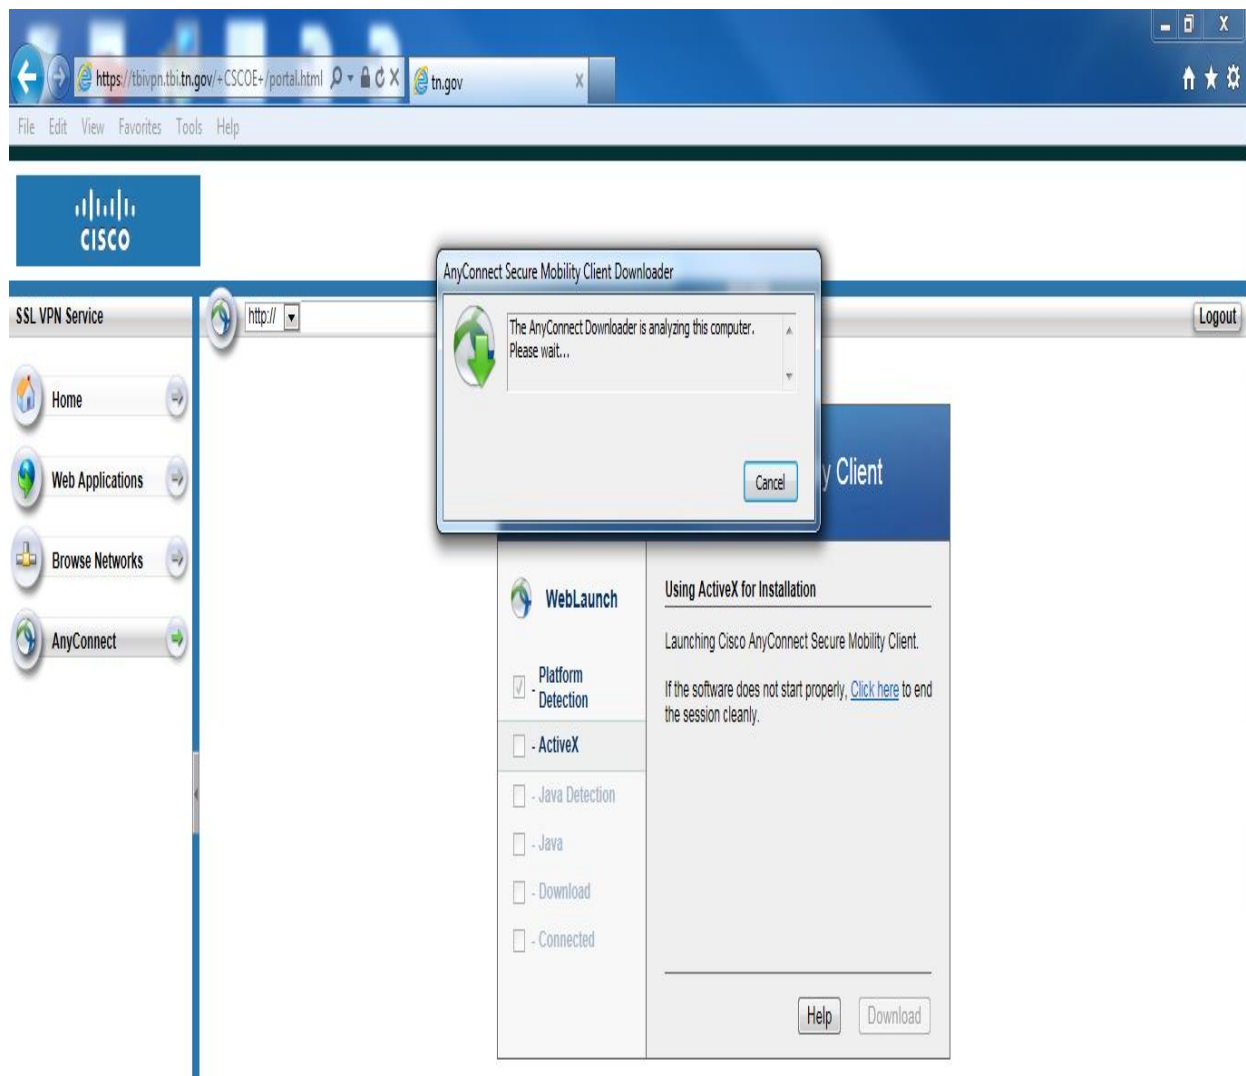 https://tbivpn.tbi.tn.gov/+CSCOE+/portal.html
tn.gov
File Edit View Favorites Tools Help
CISCO
AnyConnect Secure Mobility Client Downloader
The AnyConnect Downloader is analyzing this computer.
Please wait...
Cancel
SSL VPN Service
http://
Logout
Home
Web Applications
Browse Networks
AnyConnect
y Client
WebLaunch
- Platform
Detection
- ActiveX
- Java Detection
- Java
- Download
- Connected
Using ActiveX for Installation
Launching Cisco AnyConnect Secure Mobility Client.
If the software does not start properly, Click here to end
the session cleanly.
Help
Download